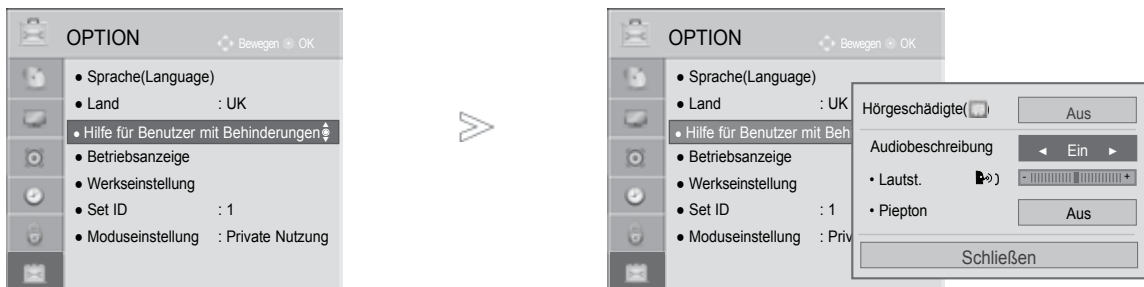 OPTION
Bewegen OK
● Sprache(Language)
● Land : UK
● Hilfe für Benutzer mit Behinderungen
● Betriebsanzeige
● Werkseinstellung
● Set ID : 1
● Moduseinstellung : Private Nutzung
OPTION
Bewegen OK
● Sprache(Language)
● Land : UK
● Hilfe für Benutzer mit Beh
● Betriebsanzeige
● Werkseinstellung
● Set ID : 1
● Moduseinstellung : Priv
Hörgeschädigte( ) Aus
Audiobeschreibung ◄ Ein ►
• Lautst. - +
• Piepton Aus
Schließen